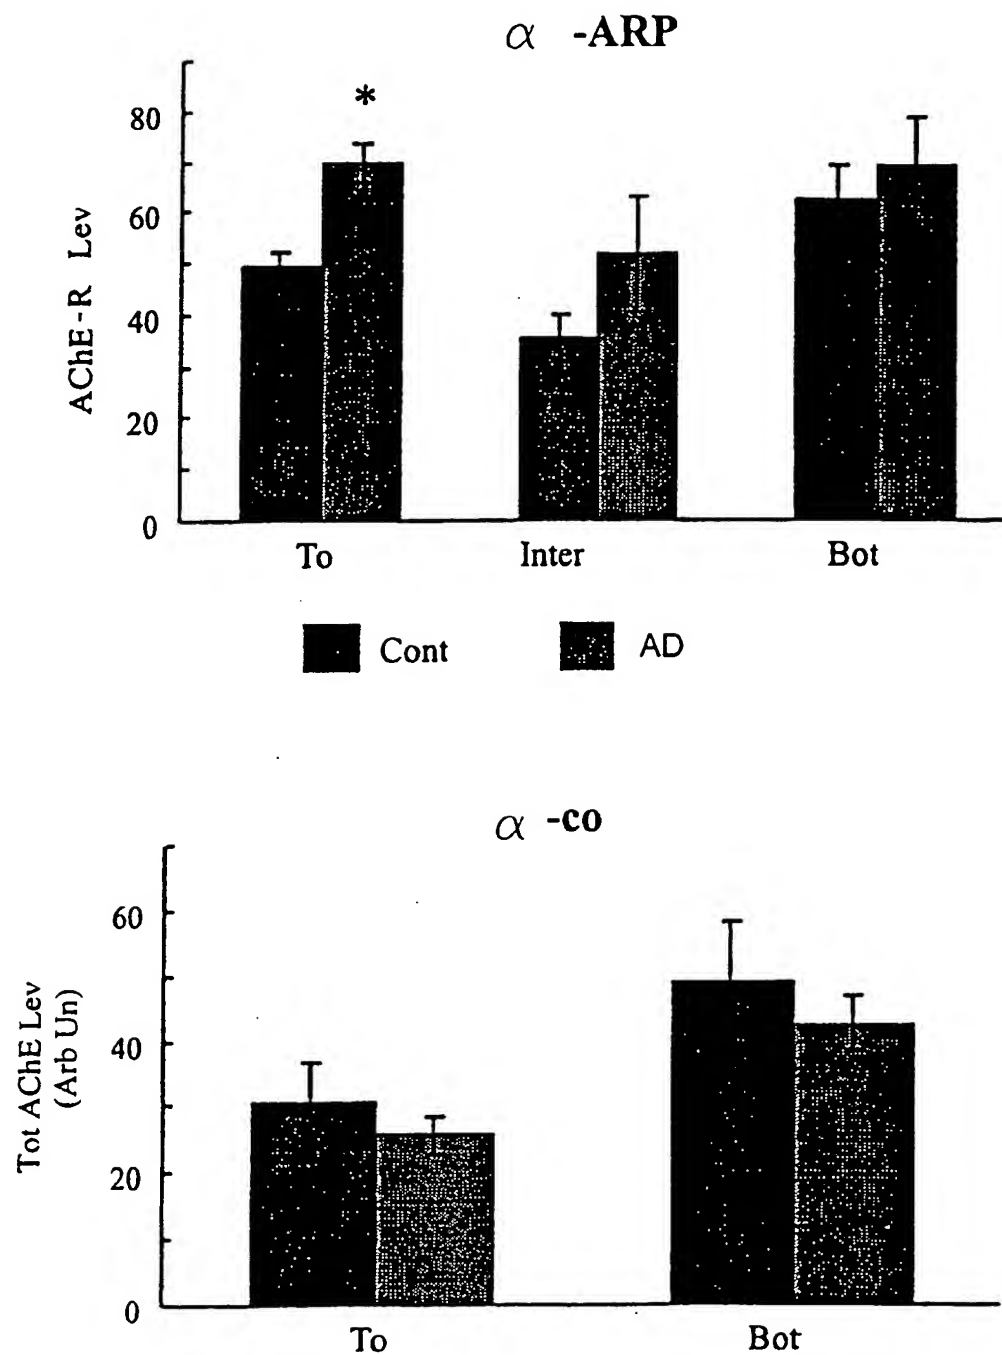 α -ARP
AChE-R Lev
80
60
40
20
0
*
To Inter Bot
Cont AD
α -co
Tot AChE Lev
(Arb Un)
60
40
20
0
To Bot